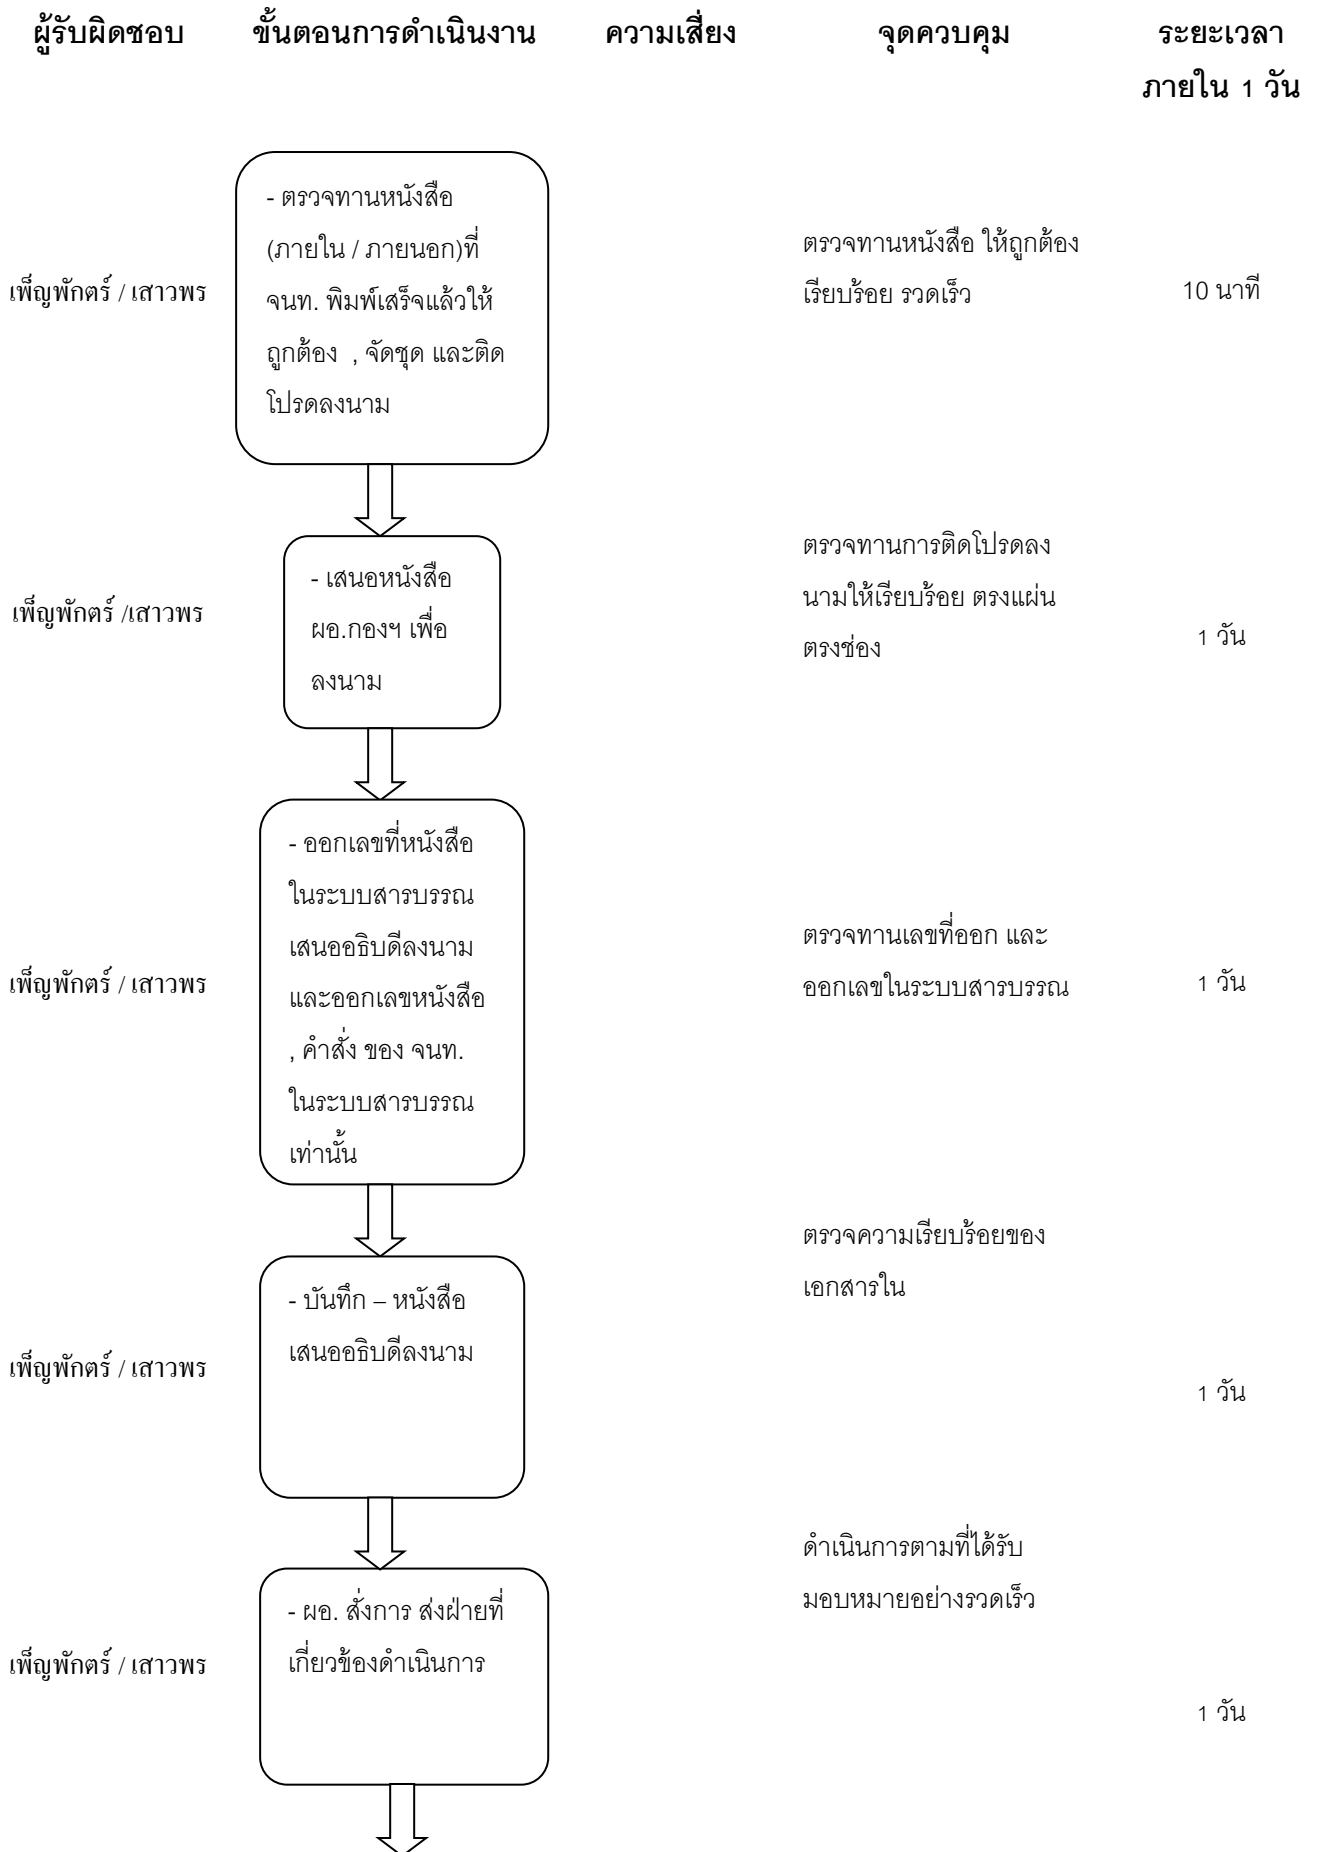 ผู้รับผิดชอบ ขั้นตอนการดำเนินงาน ความเสี่ยง จุดควบคุม ระยะเวลา
ภายใน 1 วัน
- ตรวจทานหนังสือ
(ภายใน / ภายนอก)ที่
จนท. พิมพ์เสร็จแล้วให้
ถูกต้อง , จัดชุด และติด
โปรดลงนาม
เพ็ญพักตร์ / เสาวพร
ตรวจทานหนังสือ ให้ถูกต้อง
เรียบร้อย รวดเร็ว
10 นาที
เพ็ญพักตร์ /เสาวพร
- เสนอหนังสือ
ผอ.กองฯ เพื่อ
ลงนาม
ตรวจทานการติดโปรดลง
นามให้เรียบร้อย ตรงแผ่น
ตรงช่อง
1 วัน
เพ็ญพักตร์ / เสาวพร
- ออกเลขที่หนังสือ
ในระบบสารบรรณ
เสนออธิบดีลงนาม
และออกเลขหนังสือ
, คำสั่ง ของ จนท.
ในระบบสารบรรณ
เท่านั้น
ตรวจทานเลขที่ออก และ
ออกเลขในระบบสารบรรณ
1 วัน
เพ็ญพักตร์ / เสาวพร
- บันทึก – หนังสือ
เสนออธิบดีลงนาม
ตรวจความเรียบร้อยของ
เอกสารใน
1 วัน
เพ็ญพักตร์ / เสาวพร
- ผอ. สั่งการ ส่งฝ่ายที่
เกี่ยวข้องดำเนินการ
ดำเนินการตามที่ได้รับ
มอบหมายอย่างรวดเร็ว
1 วัน